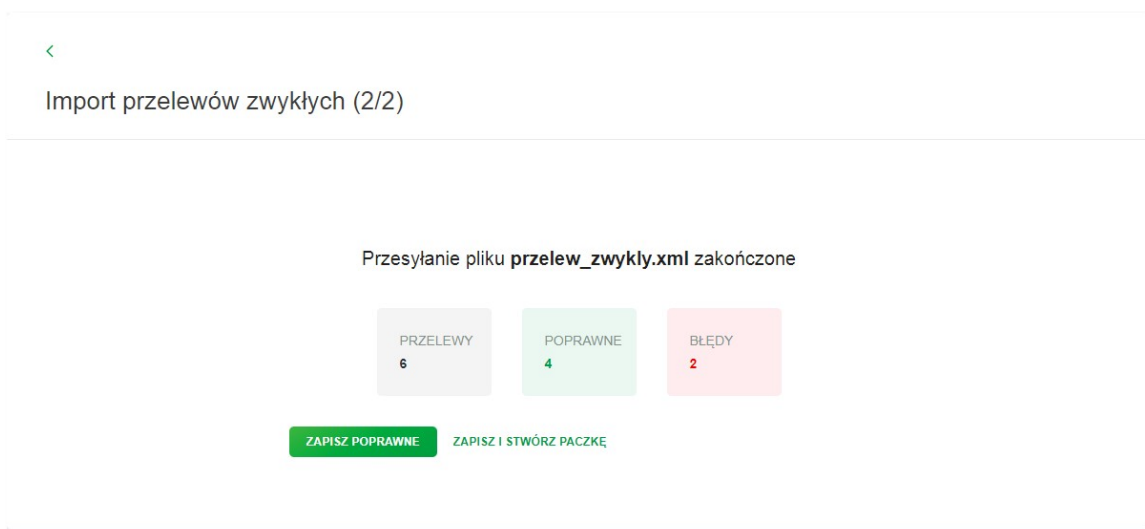 Import przelewów zwykłych (2/2)
Przesyłanie pliku przelew_zwykly.xml zakończone
PRZELEWY
6
POPRAWNE
4
BŁĘDY
2
ZAPISZ POPRAWNE
ZAPISZ I STWÓRZ PACZKĘ